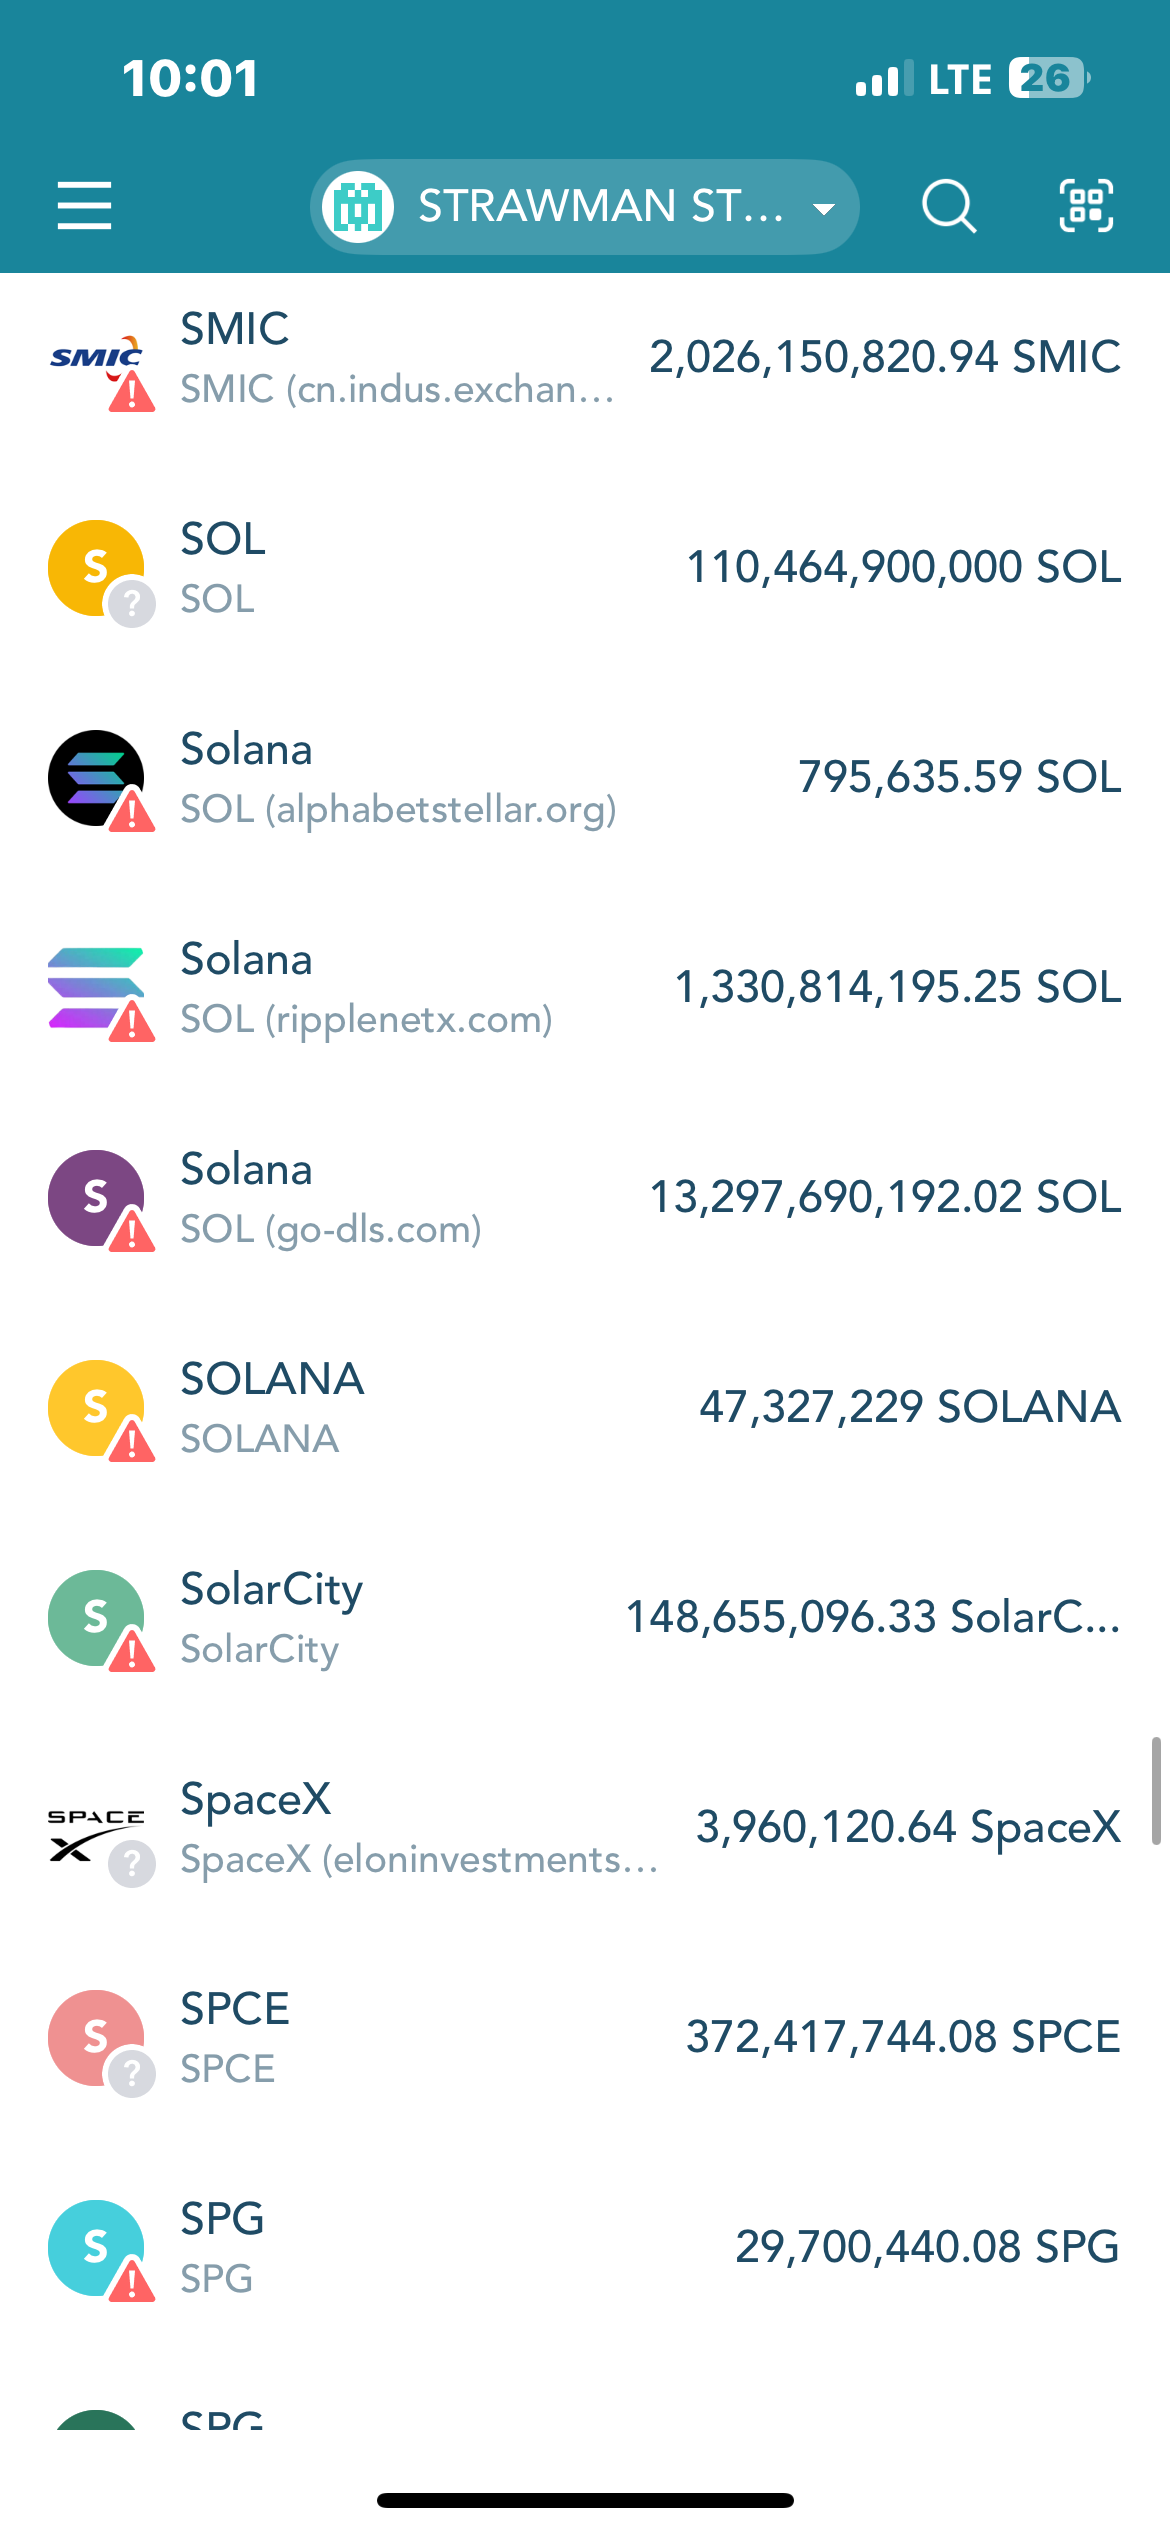 10:01
LTE 26
STRAWMAN ST...
SMIC
SMIC
2,026,150,820.94 SMIC
SMIC (cn.indus.exchan...
S
SOL
110,464,900,000 SOL
?
SOL
Solana
795,635.59 SOL
SOL (alphabetstellar.org)
Solana
1,330,814,195.25 SOL
SOL (ripplenetx.com)
S
Solana
13,297,690,192.02 SOL
SOL (go-dls.com)
S
SOLANA
47,327,229 SOLANA
SOLANA
S
SolarCity
148,655,096.33 SolarC...
SolarCity
SPACE X
SpaceX
3,960,120.64 SpaceX
?
SpaceX (eloninvestments...
S
SPCE
372,417,744.08 SPCE
?
SPCE
S
SPG
29,700,440.08 SPG
SPG
SPG